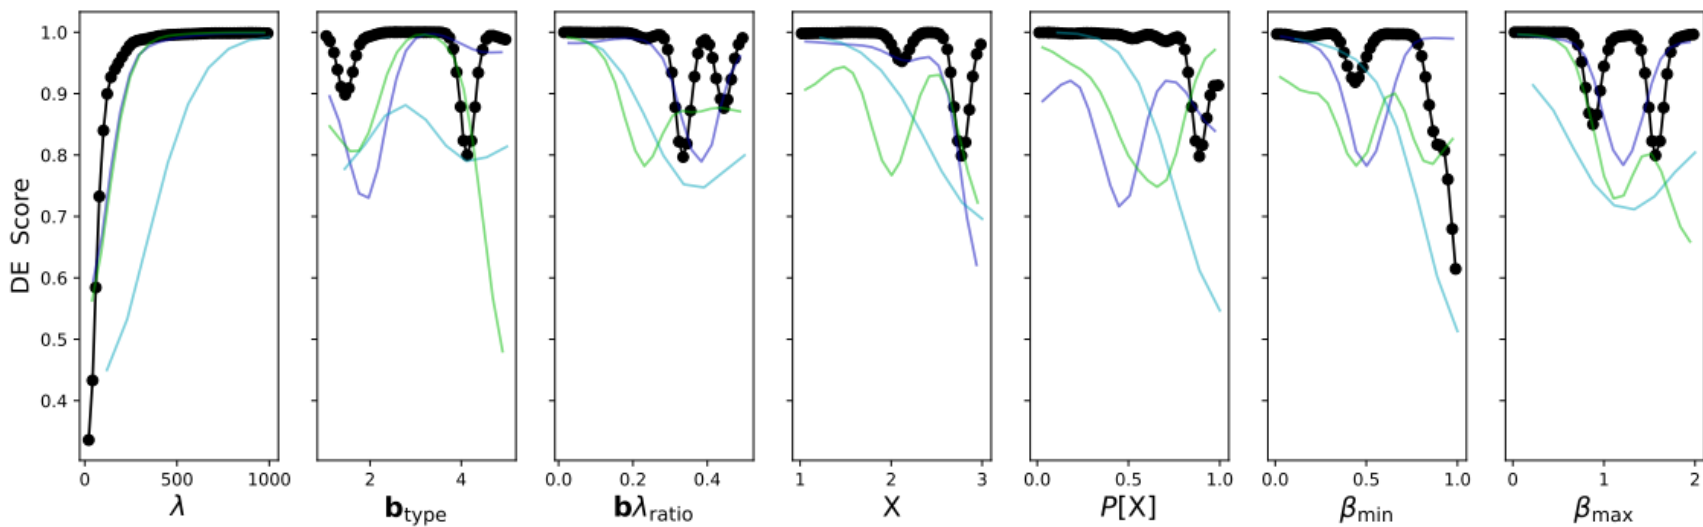 DE Score
1.0
0.9
0.8
0.7
0.6
0.5
0.4
0 500 1000
λ
2 4
b_type
0.0 0.2 0.4
bλ_ratio
1 2 3
X
0.0 0.5 1.0
P[X]
0.0 0.5 1.0
β_min
0 1 2
β_max